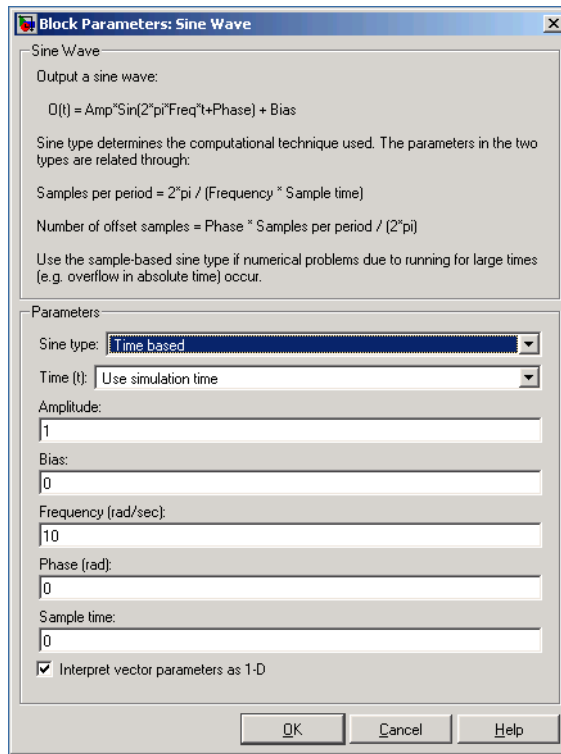 Block Parameters: Sine Wave
Sine Wave
Output a sine wave:
O(t) = Amp*Sin(2*pi*Freq*t+Phase) + Bias
Sine type determines the computational technique used. The parameters in the two
types are related through:
Samples per period = 2*pi / (Frequency * Sample time)
Number of offset samples = Phase * Samples per period / (2*pi)
Use the sample-based sine type if numerical problems due to running for large times
(e.g. overflow in absolute time) occur.
Parameters
Sine type: Time based
Time (t): Use simulation time
Amplitude:
1
Bias:
0
Frequency (rad/sec):
10
Phase (rad):
0
Sample time:
0
Interpret vector parameters as 1-D
OK Cancel Help